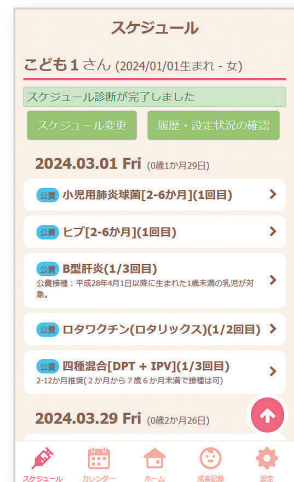 スケジュール
こども1さん (2024/01/01生まれ - 女)
スケジュール診断が完了しました
スケジュール変更 履歴・設定状況の確認
2024.03.01 Fri (0歳1か月29日)
公費 小児用肺炎球菌[2-6か月](1回目)
公費 ヒブ[2-6か月](1回目)
公費 B型肝炎(1/3回目)
公費接種：平成28年4月1日以降に生まれた1歳未満の乳児が対
象。
公費 ロタワクチン(ロタリックス)(1/2回目)
公費 四種混合[DPT + IPV](1/3回目)
2-12か月推奨(２か月から７歳６か月未満で接種は可)
2024.03.29 Fri (0歳2か月26日)
スケジュール カレンダー ホーム 成長記録 設定